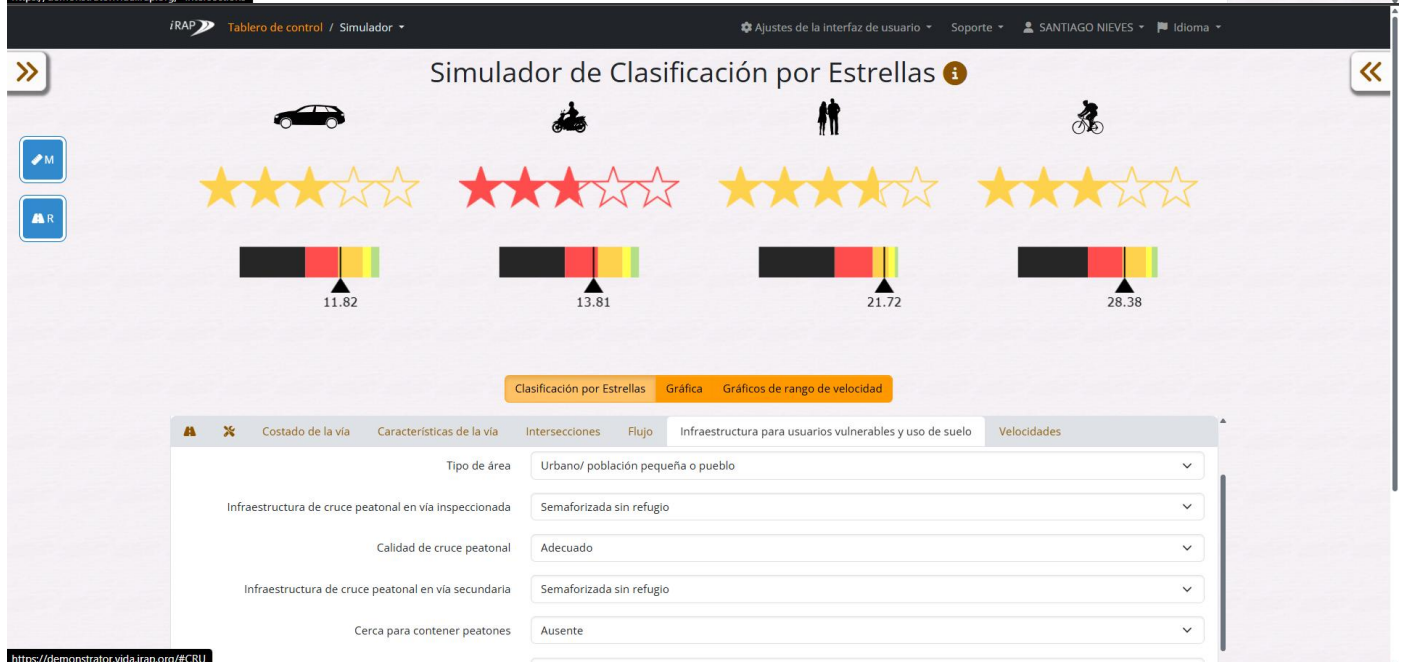 iRAP Tablero de control / Simulador Ajustes de la interfaz de usuario Soporte SANTIAGO NIEVES Idioma
Simulador de Clasificación por Estrellas
M
R
11.82 13.81 21.72 28.38
Clasificación por Estrellas Gráfica Gráficos de rango de velocidad
Costado de la vía Características de la vía Intersecciones Flujo Infraestructura para usuarios vulnerables y uso de suelo Velocidades
Tipo de área Urbano/ población pequeña o pueblo
Infraestructura de cruce peatonal en vía inspeccionada Semaforizada sin refugio
Calidad de cruce peatonal Adecuado
Infraestructura de cruce peatonal en vía secundaria Semaforizada sin refugio
Cerca para contener peatones Ausente
https://demonstrator.vida.irap.org/#CRU